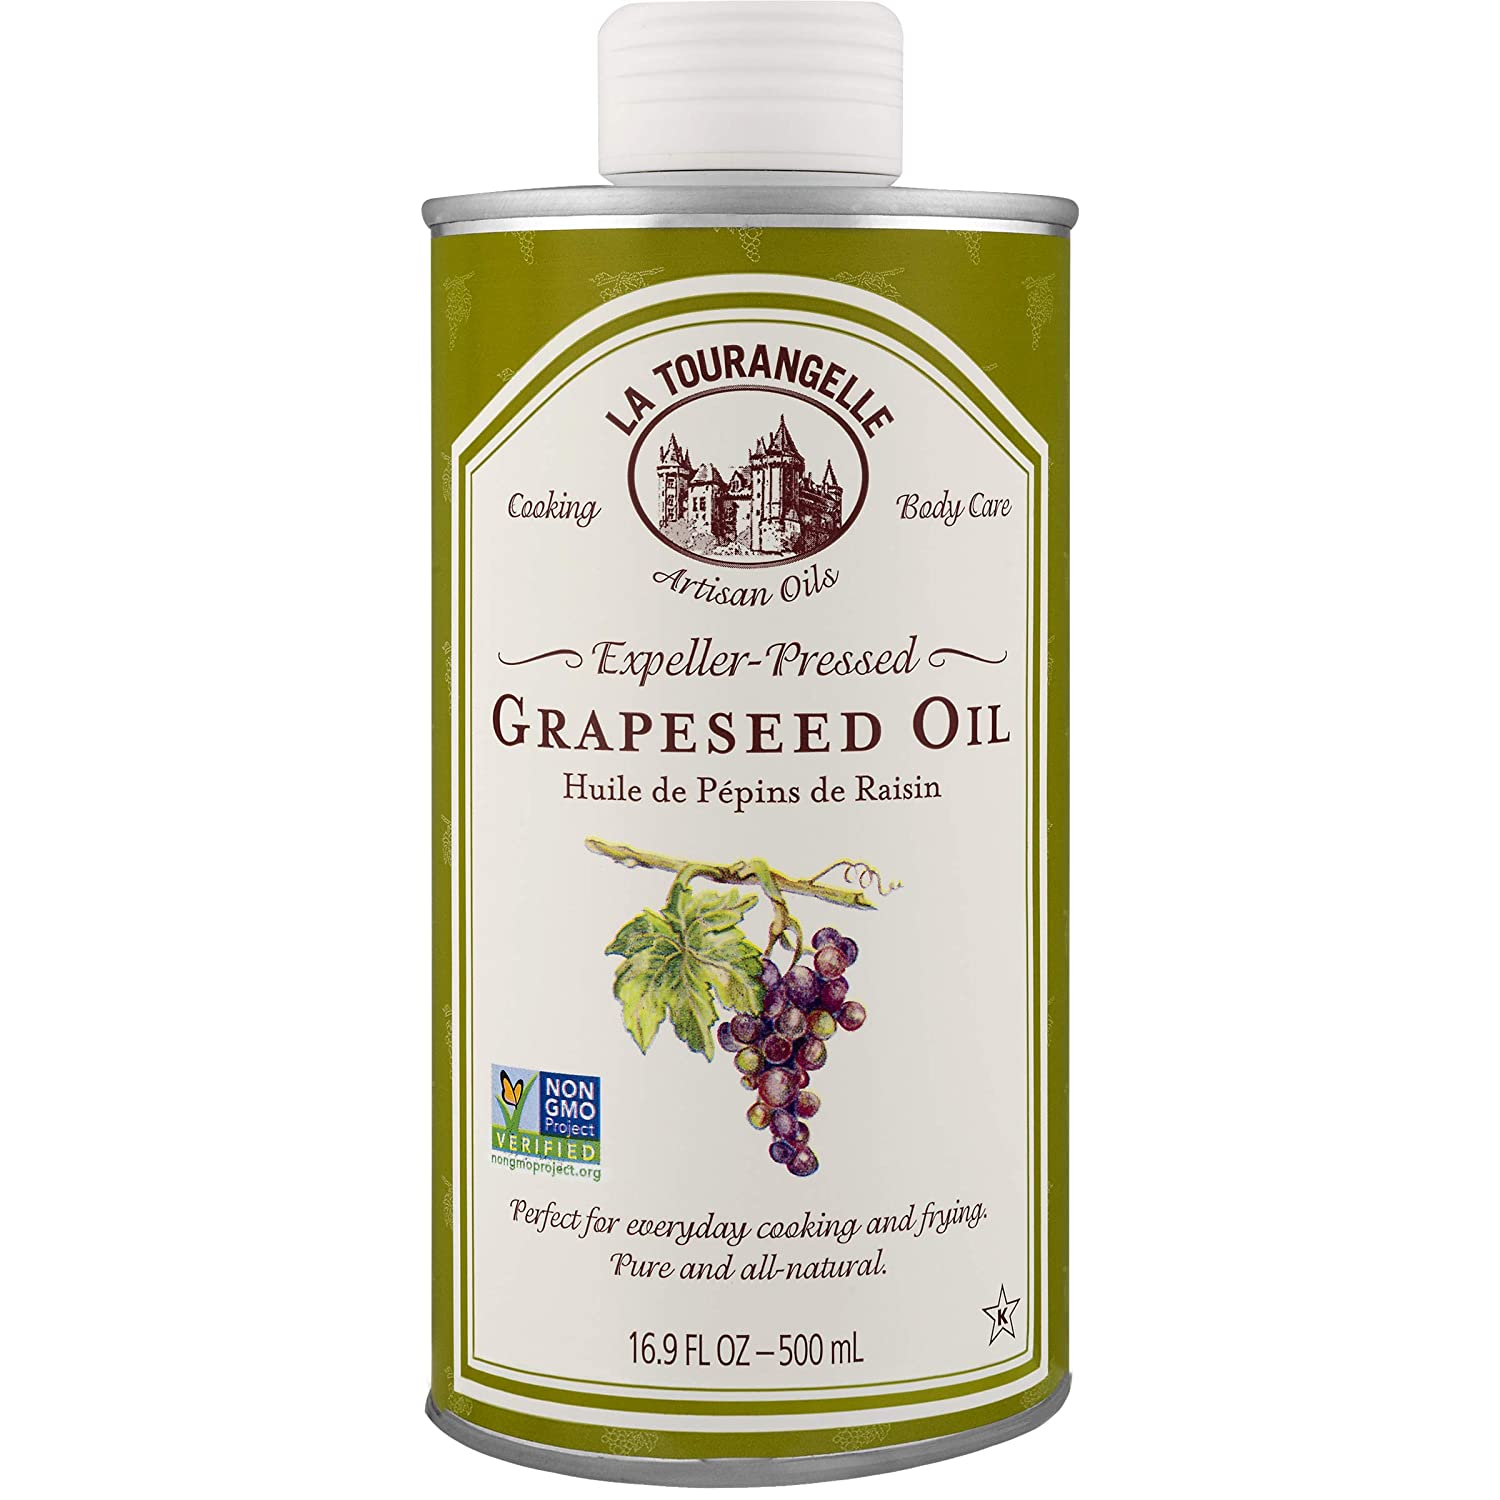 LA TOURANGELLE
Cooking
Body Care
Artisan Oils
Expeller-Pressed
GRAPESEED OIL
Huile de Pépins de Raisin
NON
GMO
Project
VERIFIED
nongmoproject.org
Perfect for everyday cooking and frying.
Pure and all-natural.
K
16.9 FL OZ – 500 mL